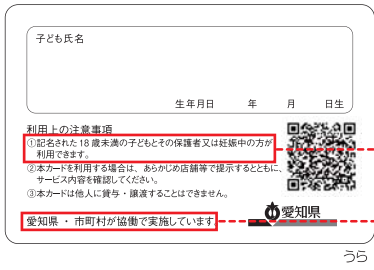 子ども氏名
生年月日　　年　　月　　日生
利用上の注意事項
①記名された18歳未満の子どもとその保護者又は妊娠中の方が
利用できます。
②本カードを利用する場合は、あらかじめ店舗等で提示するとともに、
サービス内容を確認してください。
③本カードは他人に貸与・譲渡することはできません。
愛知県 ・ 市町村が協働で実施しています
愛知県
うら